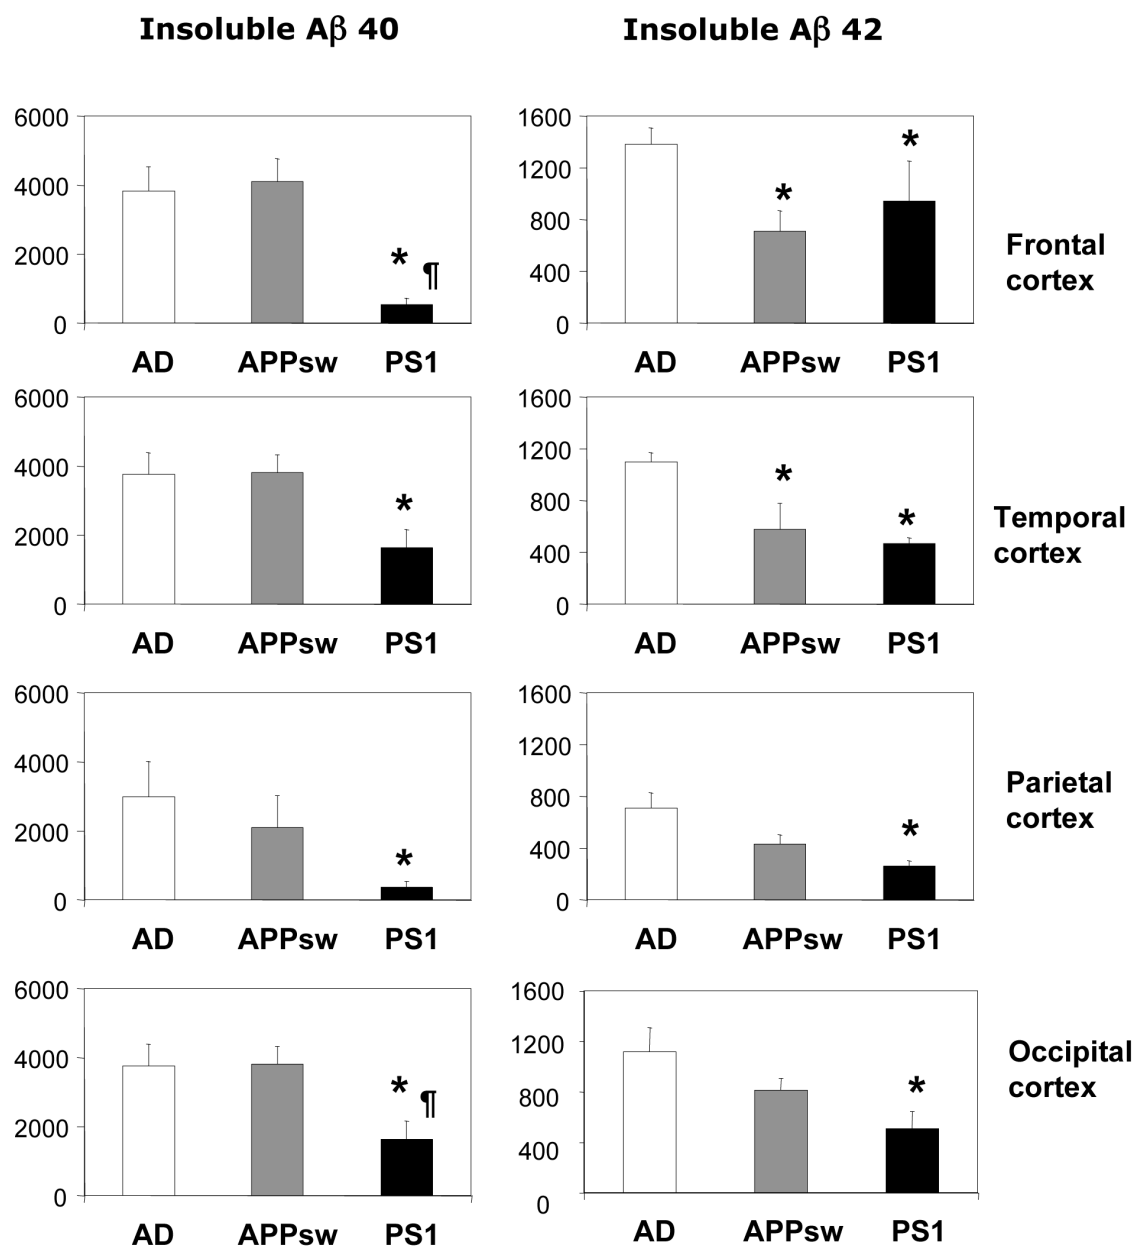 Insoluble Aβ 40
Insoluble Aβ 42
6000
4000
2000
0
* ¶
AD APPsw PS1
1600
1200
800
400
0
*
*
AD APPsw PS1
Frontal
cortex
6000
4000
2000
0
*
AD APPsw PS1
1600
1200
800
400
0
*
*
AD APPsw PS1
Temporal
cortex
6000
4000
2000
0
*
AD APPsw PS1
1600
1200
800
400
0
*
AD APPsw PS1
Parietal
cortex
6000
4000
2000
0
* ¶
AD APPsw PS1
1600
1200
800
400
0
*
AD APPsw PS1
Occipital
cortex